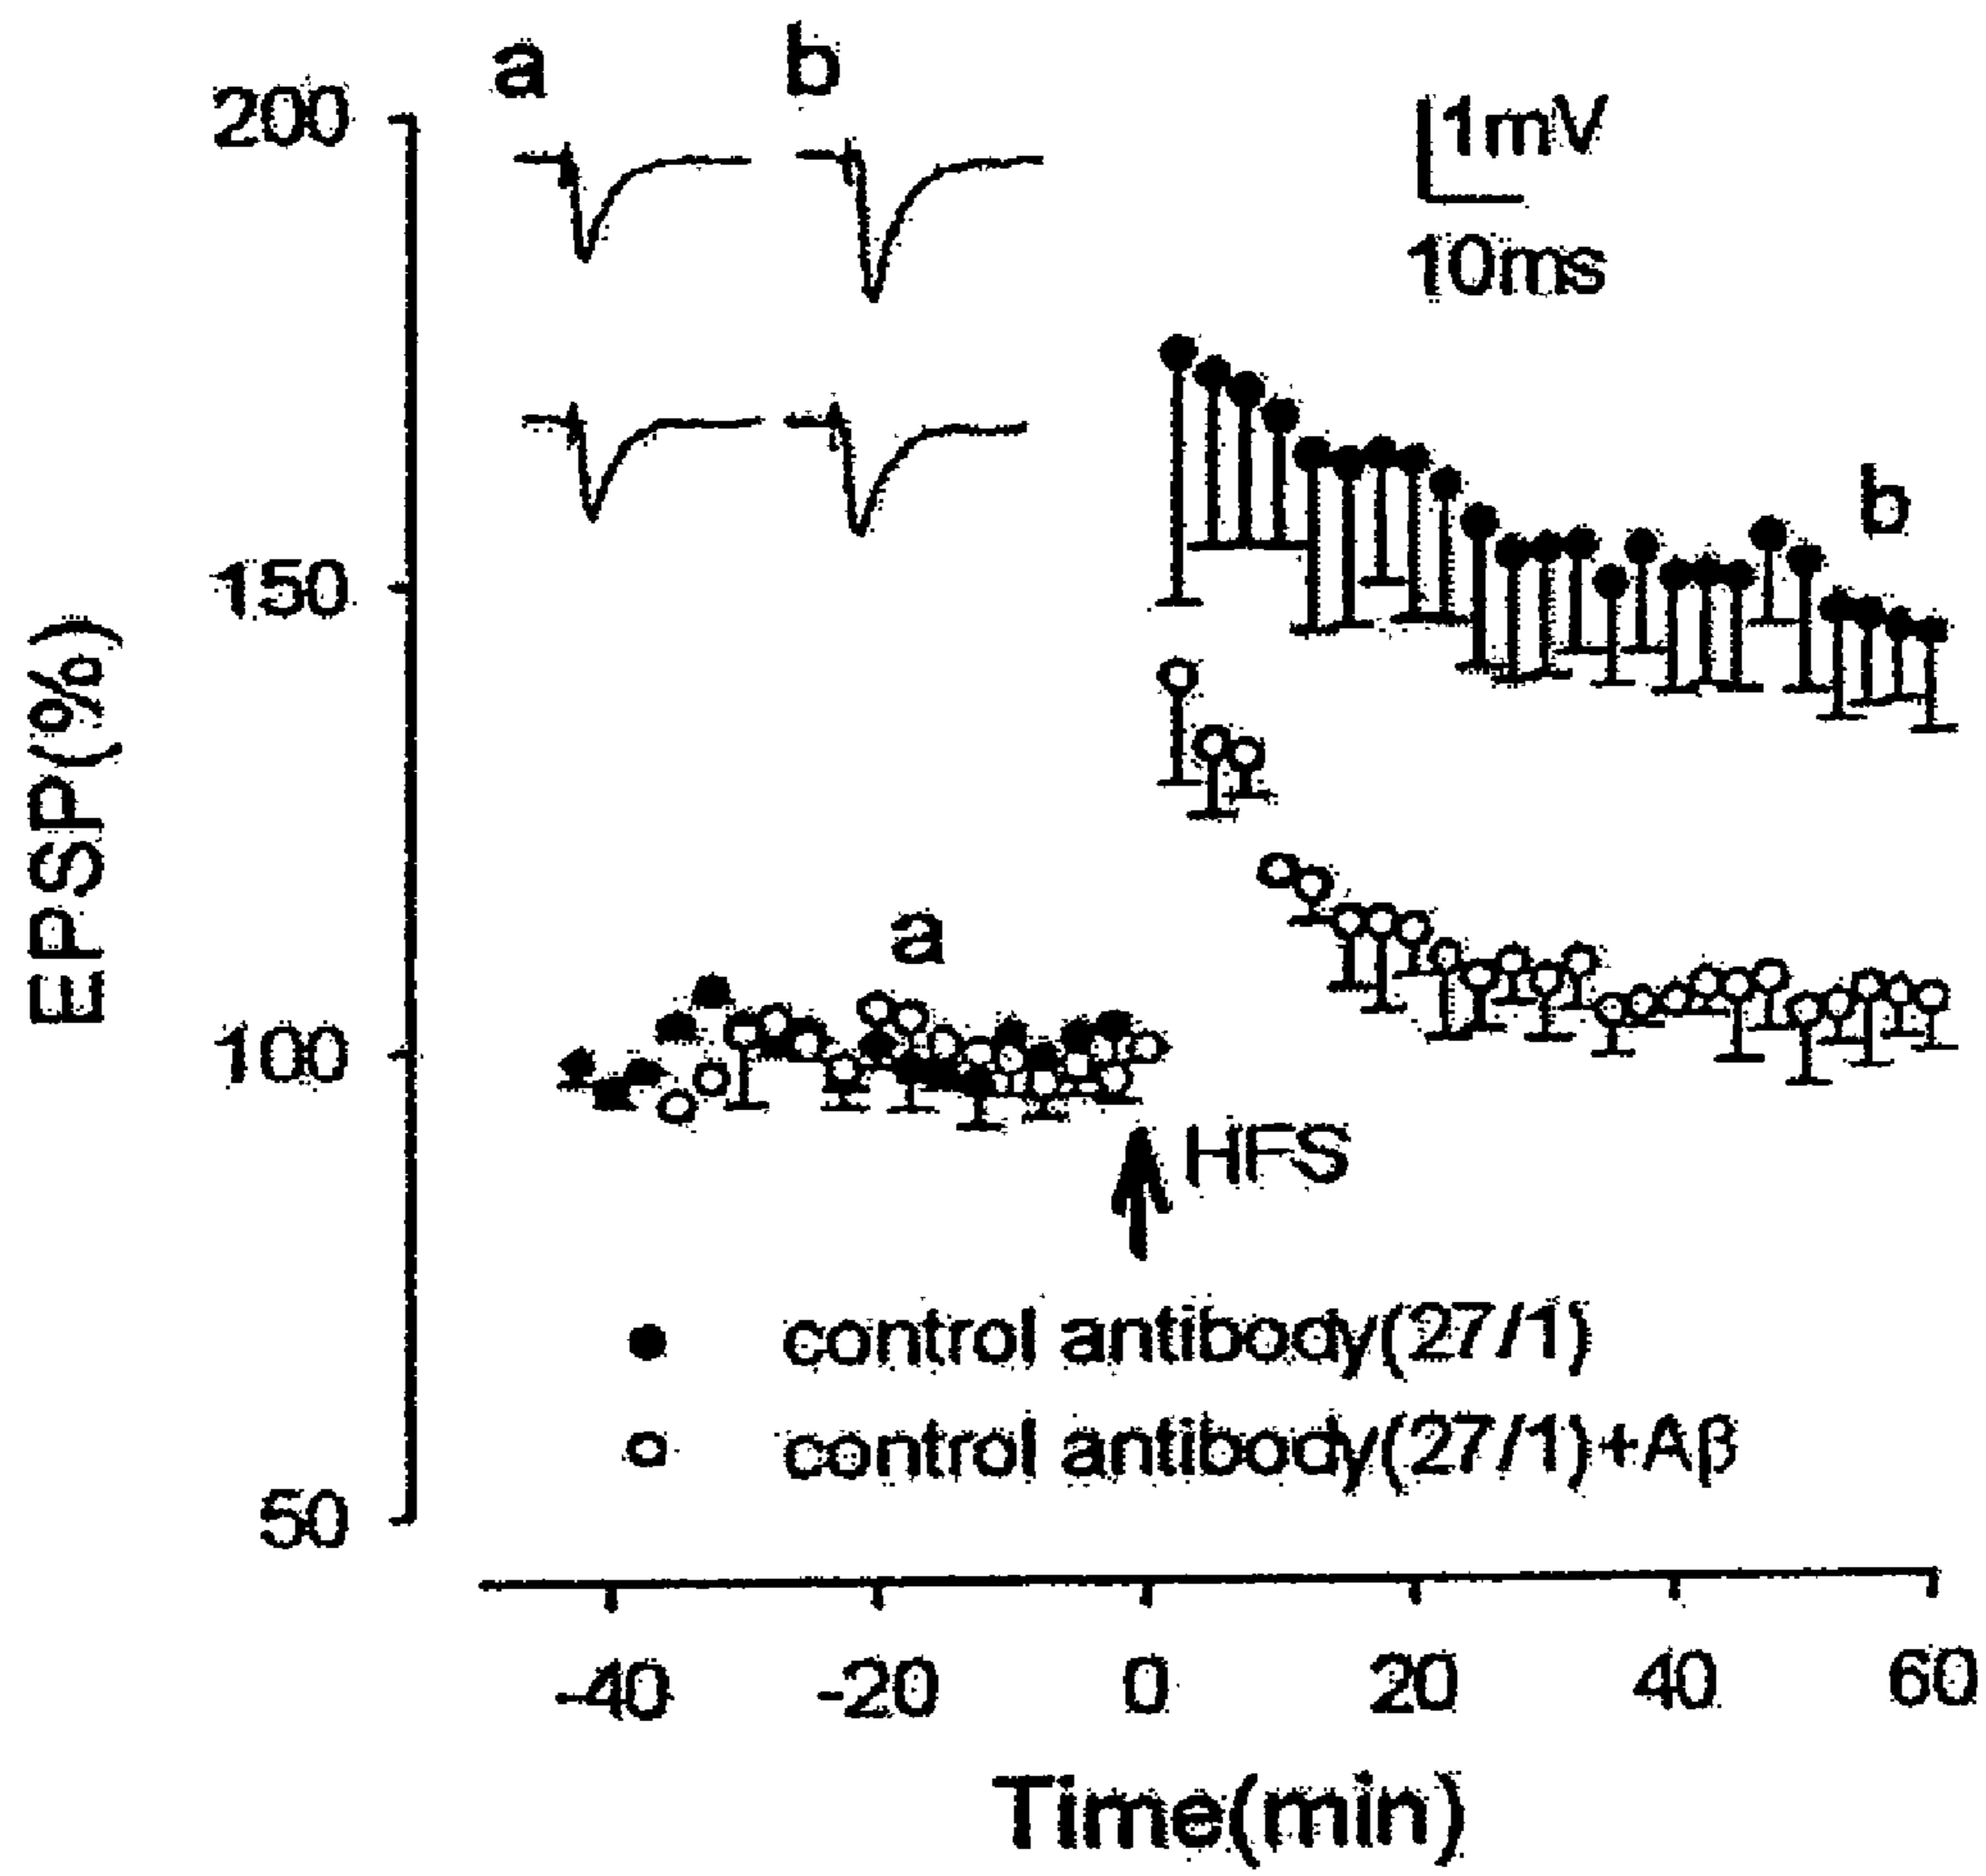 a b
200
1mV
10ms
b
150
EPSP(%)
a
100
HFS
control antibody(27/1)
control antibody(27/1)+Aβ
50
-40 -20 0 20 40 60
Time(min)